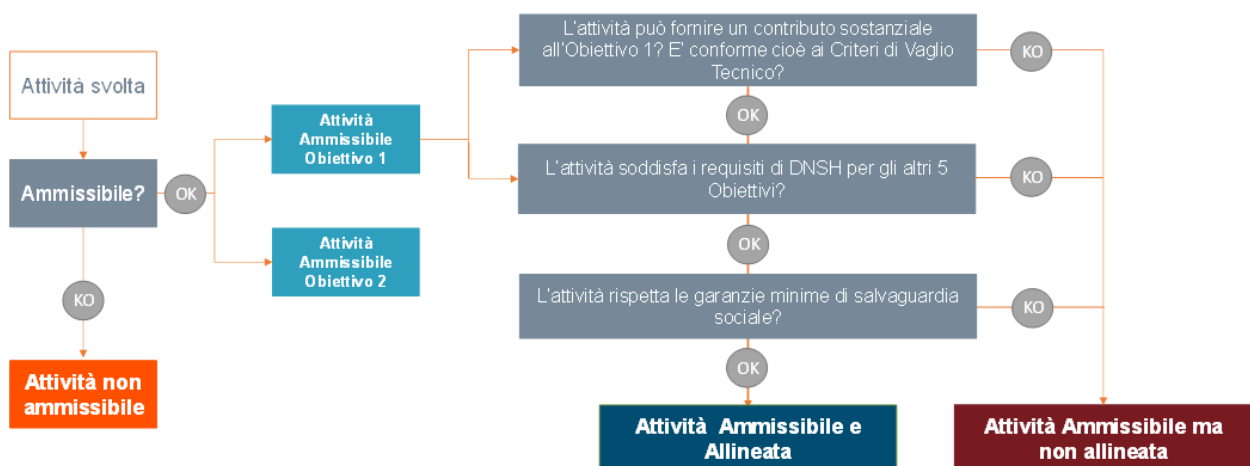 Attività svolta
Ammissibile?
OK
KO
Attività non
ammissibile
Attività
Ammissibile
Obiettivo 1
Attività
Ammissibile
Obiettivo 2
L'attività può fornire un contributo sostanziale
all'Obiettivo 1? E' conforme cioè ai Criteri di Vaglio
Tecnico?
KO
OK
L'attività soddisfa i requisiti di DNSH per gli altri 5
Obiettivi?
KO
OK
L'attività rispetta le garanzie minime di salvaguardia
sociale?
KO
OK
Attività Ammissibile e
Allineata
Attività Ammissibile ma
non allineata